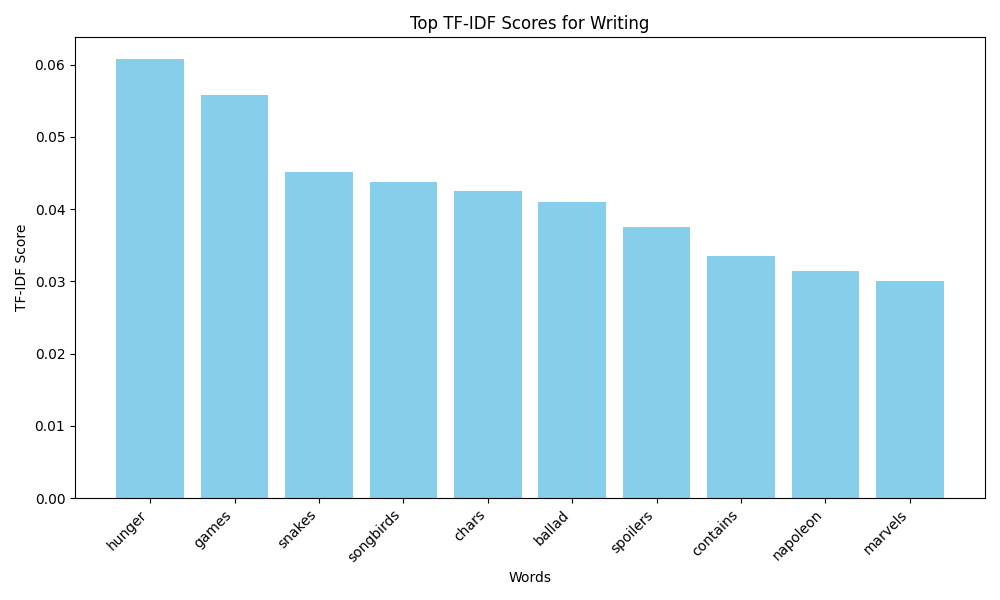 Top TF-IDF Scores for Writing
0.06
0.05
0.04
0.03
0.02
0.01
0.00
TF-IDF Score
hunger
games
snakes
songbirds
chars
ballad
spoilers
contains
napoleon
marvels
Words